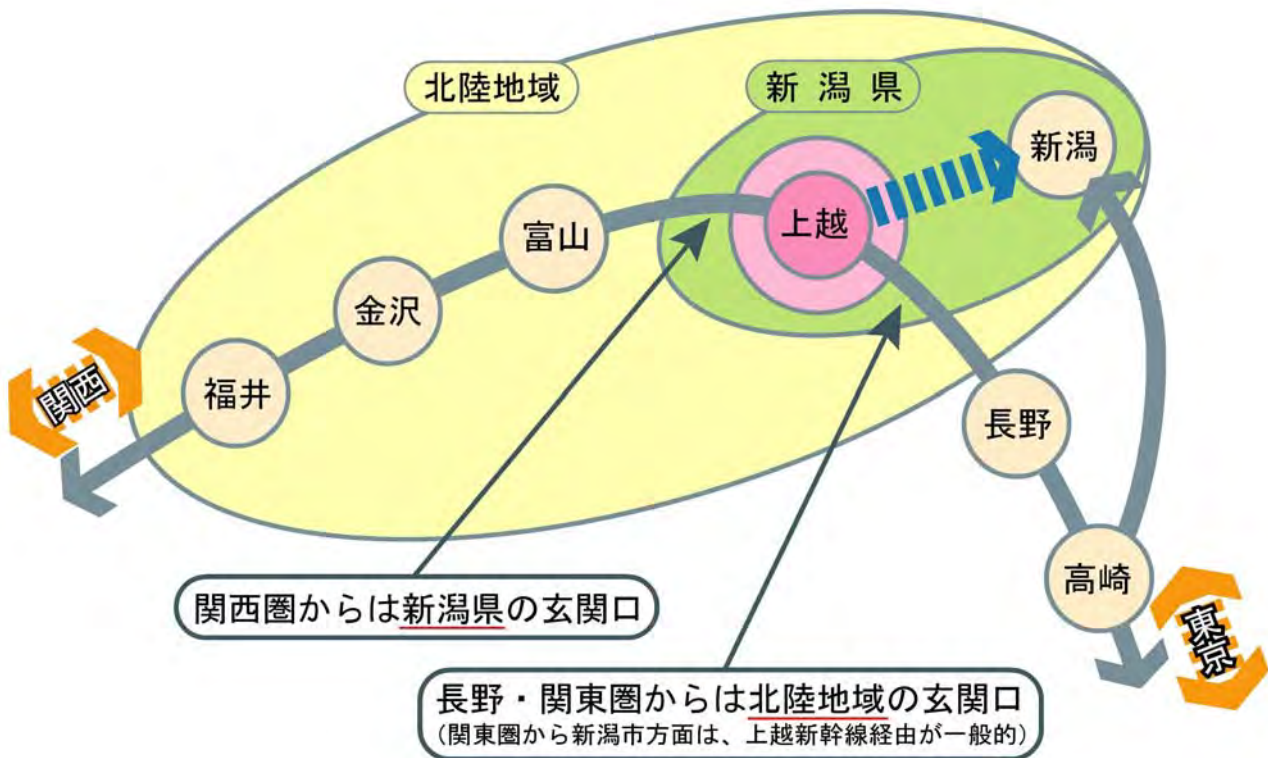 北陸地域
新潟県
新潟
上越
富山
金沢
関西
福井
長野
高崎
東京
関西圏からは新潟県の玄関口
長野・関東圏からは北陸地域の玄関口
（関東圏から新潟市方面は、上越新幹線経由が一般的）